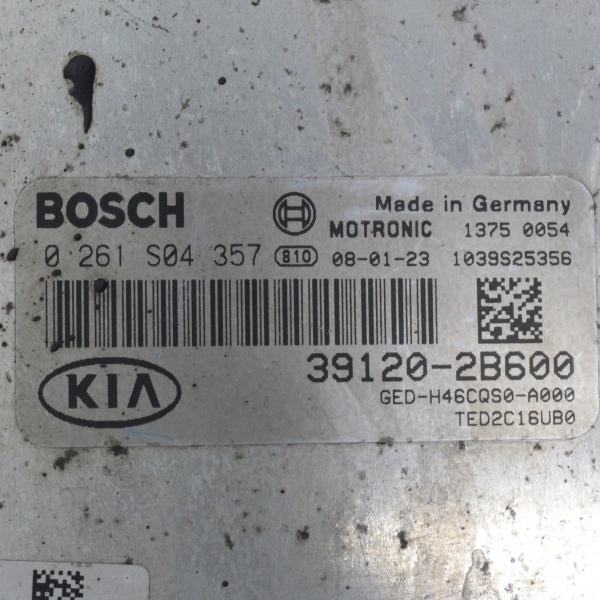 BOSCH Made in Germany
MOTRONIC 1375 0054
0 261 S04 357 810 08-01-23 1039S25356
39120-2B600
KIA
GED-H46CQS0-A000
TED2C16UB0